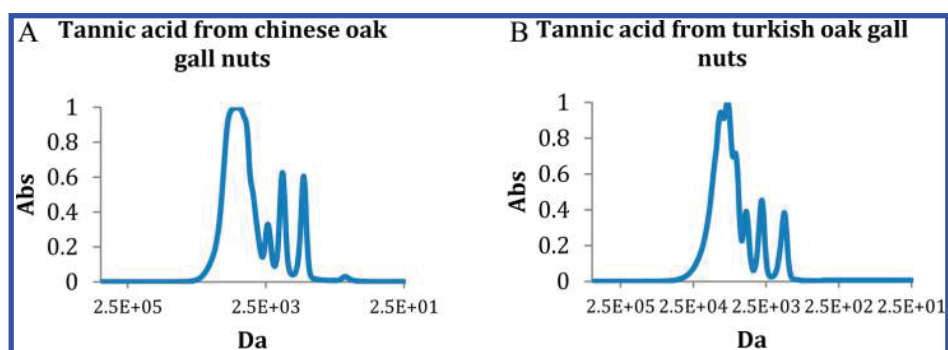 A Tannic acid from chinese oak
gall nuts
1
0.8
0.6
0.4
0.2
0
Abs
2.5E+05 2.5E+03 2.5E+01
Da
B Tannic acid from turkish oak gall
nuts
1
0.8
0.6
0.4
0.2
0
Abs
2.5E+05 2.5E+04 2.5E+03 2.5E+02 2.5E+01
Da